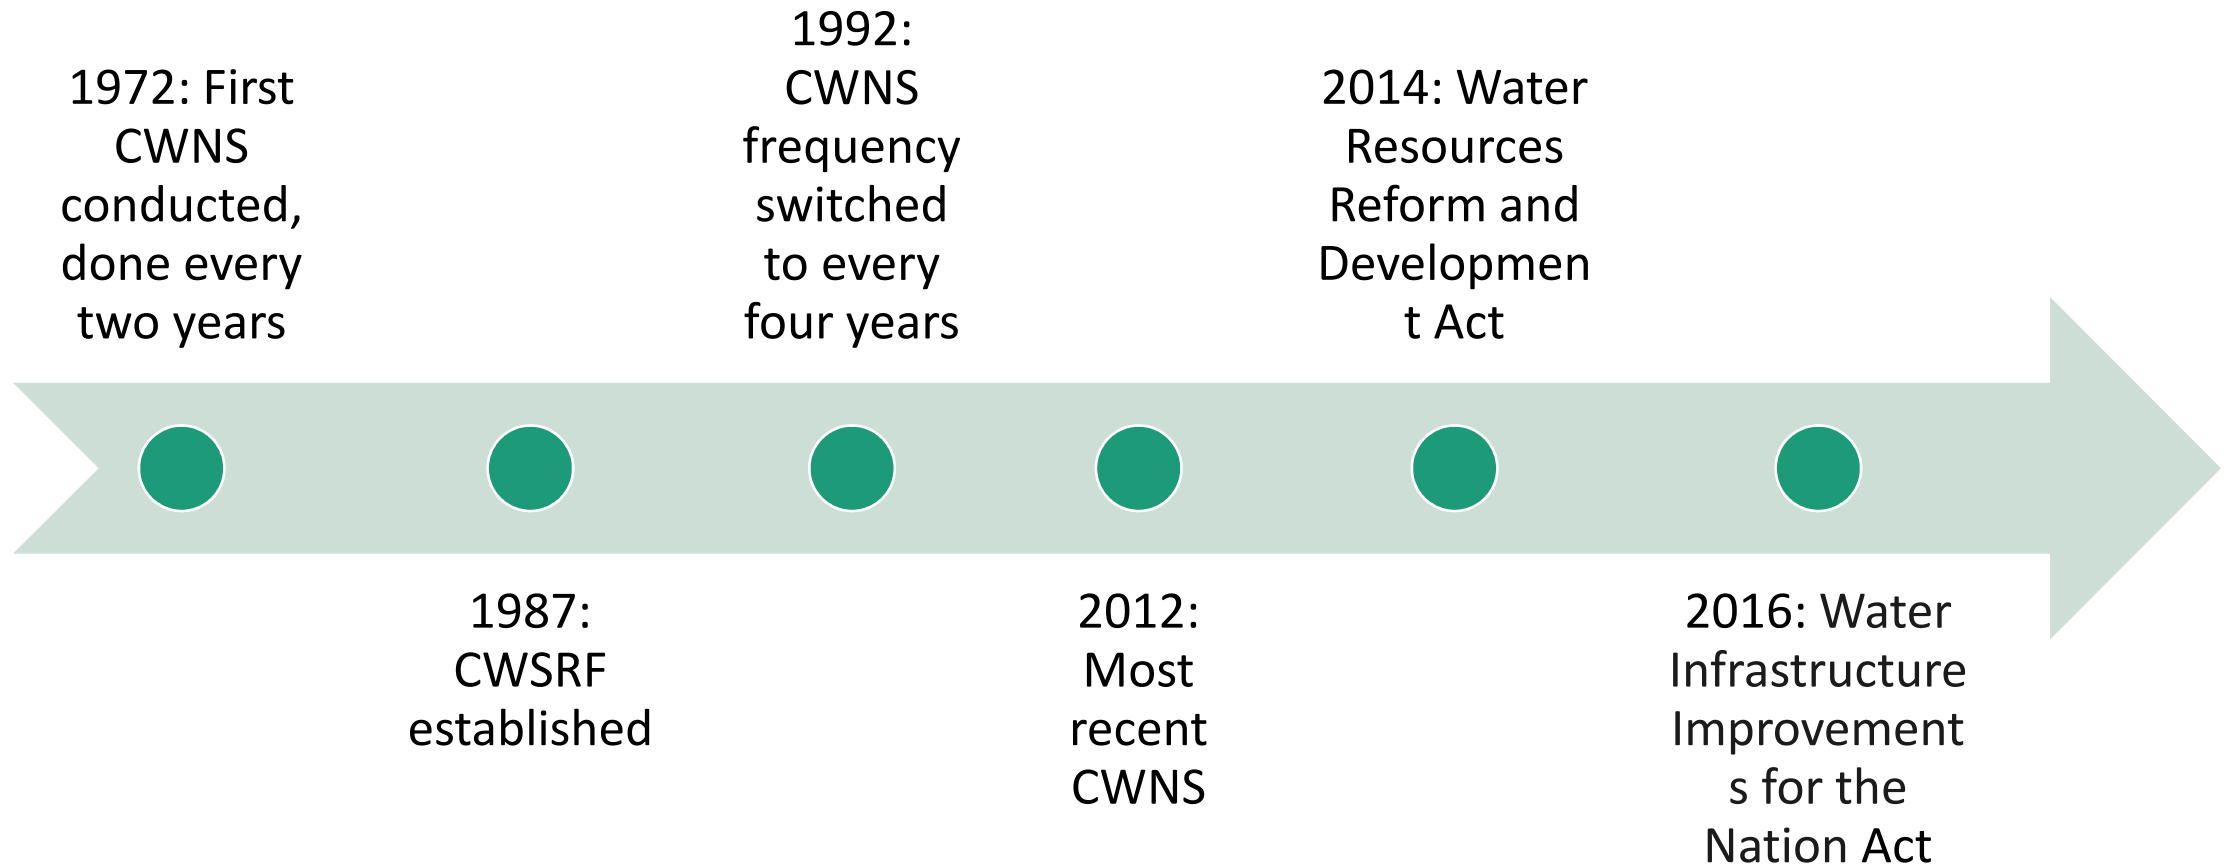 1972: First
CWNS
conducted,
done every
two years
1987:
CWSRF
established
1992:
CWNS
frequency
switched
to every
four years
2012:
Most
recent
CWNS
2014: Water
Resources
Reform and
Developmen
t Act
2016: Water
Infrastructure
Improvement
s for the
Nation Act